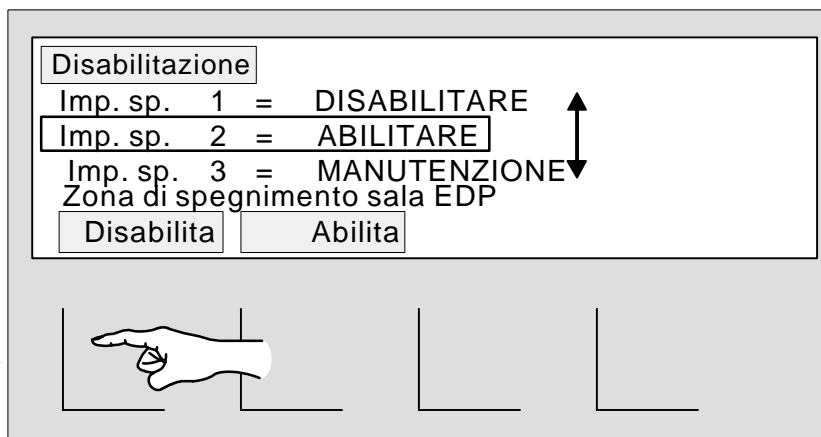 Disabilitazione
Imp. sp. 1 = DISABILITARE
Imp. sp. 2 = ABILITARE
Imp. sp. 3 = MANUTENZIONE
Zona di spegnimento sala EDP
Disabilita Abilita